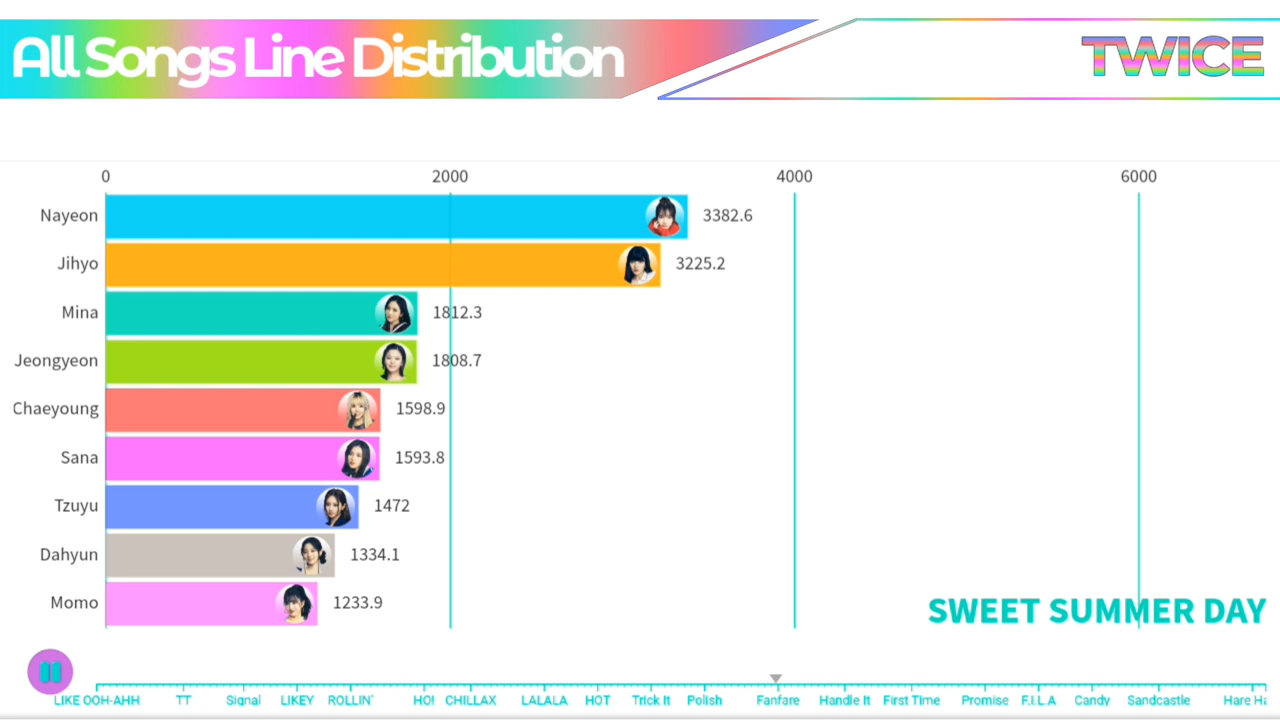 All Songs Line Distribution
TWICE
0 2000 4000 6000
Nayeon 3382.6
Jihyo 3225.2
Mina 1812.3
Jeongyeon 1808.7
Chaeyoung 1598.9
Sana 1593.8
Tzuyu 1472
Dahyun 1334.1
Momo 1233.9
SWEET SUMMER DAY
LIKE OOH-AHH TT Signal LIKEY ROLLIN' HO! CHILLAX LALALA HOT Trick It Polish Fanfare Handle It First Time Promise F.I.L.A Candy Sandcastle Hare